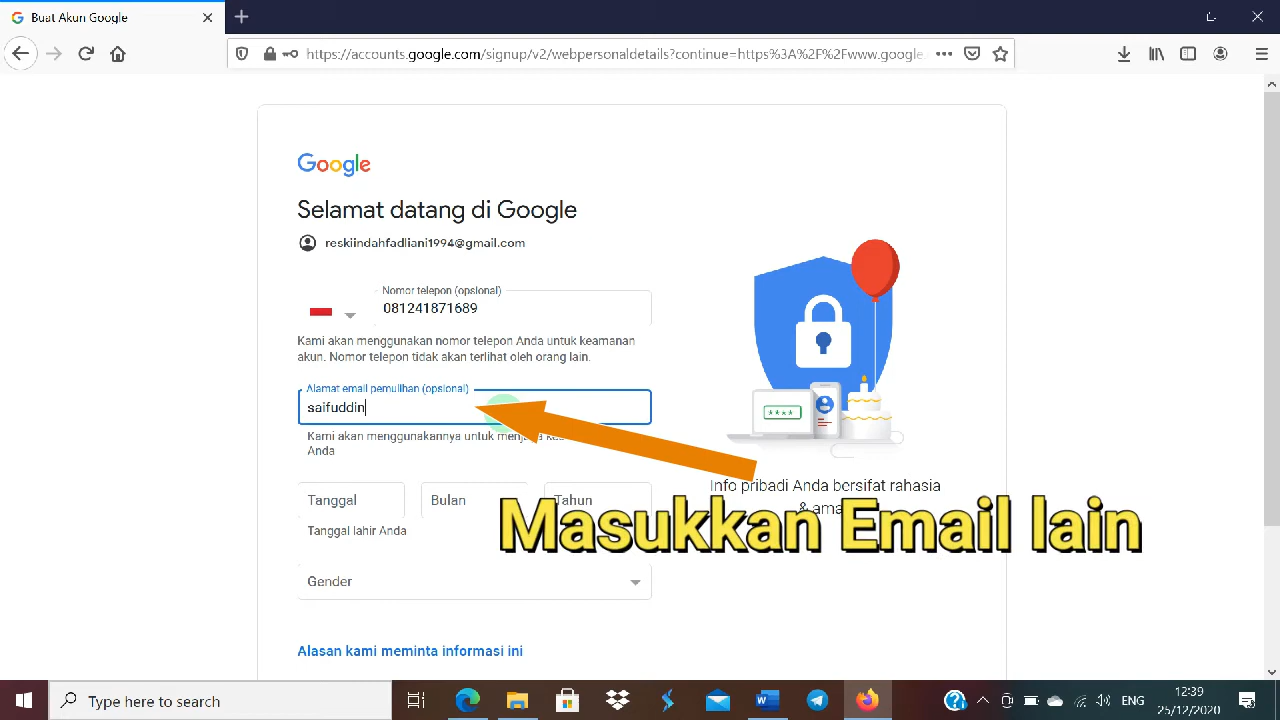 Buat Akun Google
https://accounts.google.com/signup/v2/webpersonaldetails?continue=https%3A%2F%2Fwww.google.
Google
Selamat datang di Google
reskiindahfadliani1994@gmail.com
Nomor telepon (opsional)
081241871689
Kami akan menggunakan nomor telepon Anda untuk keamanan
akun. Nomor telepon tidak akan terlihat oleh orang lain.
Alamat email pemulihan (opsional)
saifuddin
Kami akan menggunakannya untuk
Anda
Tanggal
Bulan
Tahun
Tanggal lahir Anda
Gender
Alasan kami meminta informasi ini
****
Info pribadi Anda bersifat rahasia
&
Masukkan Email lain
Type here to search
ENG
12:39
25/12/2020